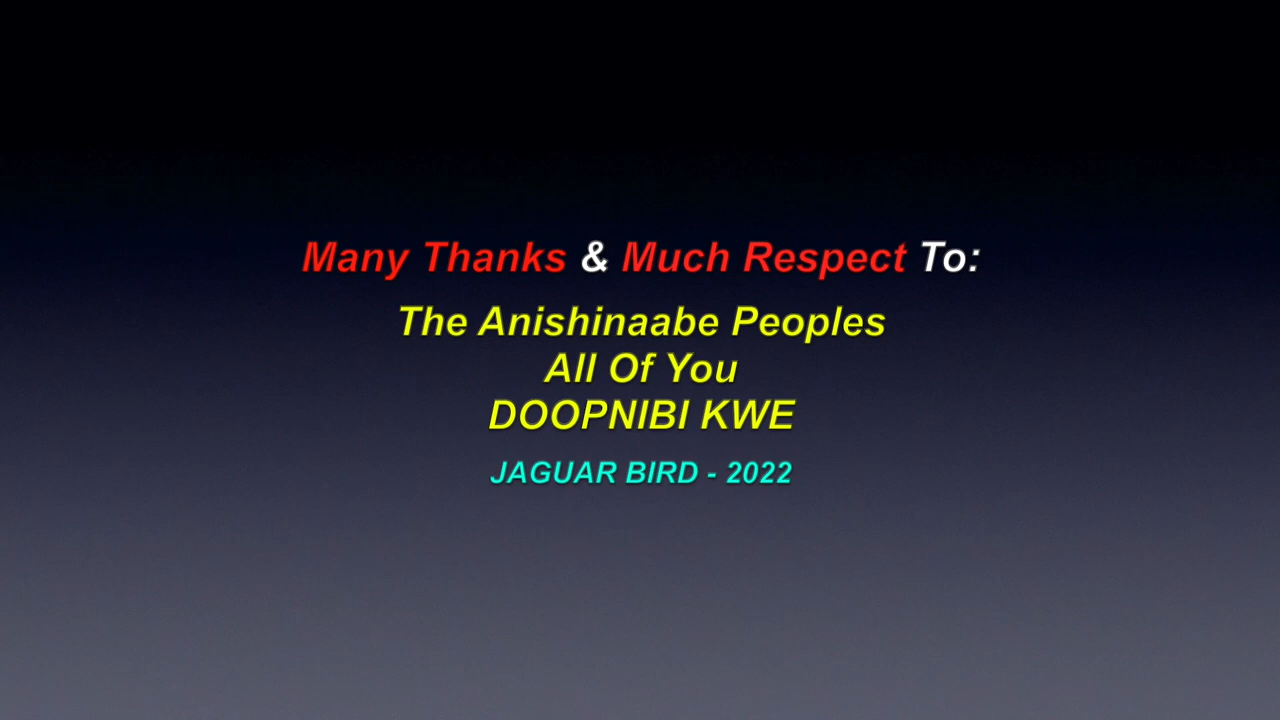 Many Thanks & Much Respect To:
The Anishinaabe Peoples
All Of You
DOOPNIBI KWE
JAGUAR BIRD - 2022